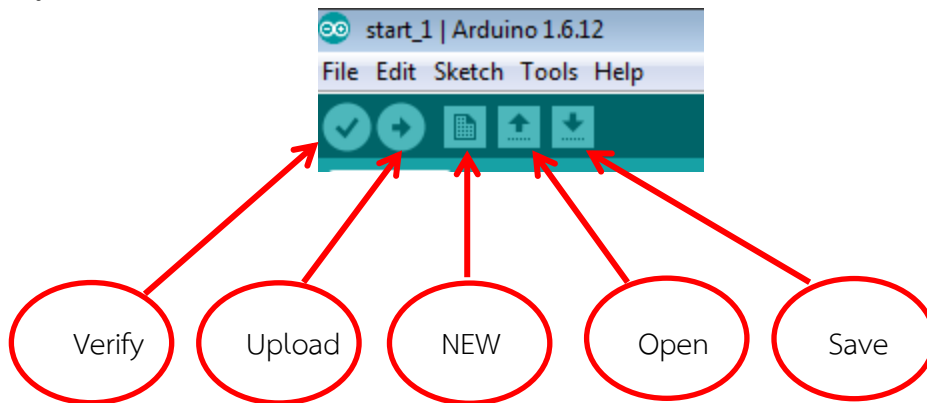 start_1 | Arduino 1.6.12
File Edit Sketch Tools Help
Verify Upload NEW Open Save